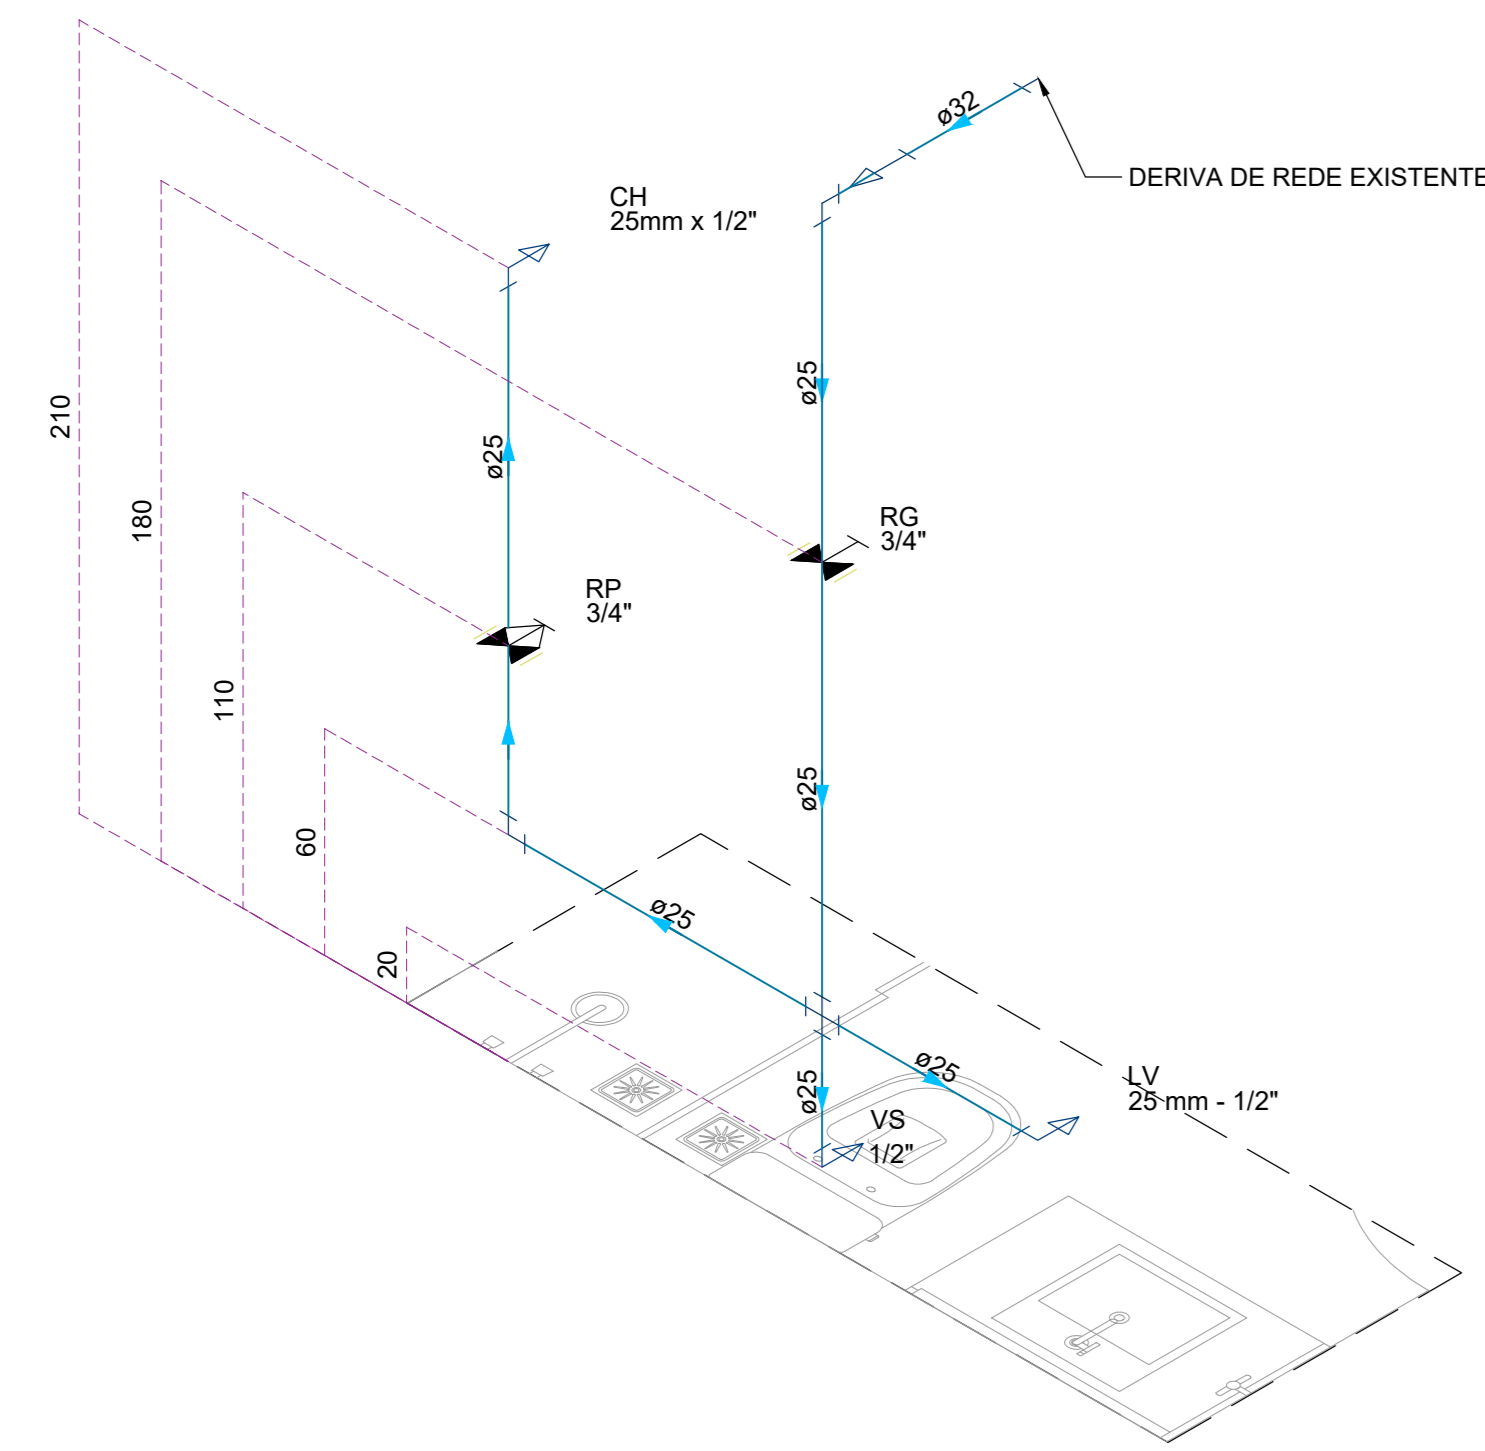 ø32
DERIVA DE REDE EXISTENTE
CH
25mm x 1/2"
ø25
210
ø25
180
RG
3/4"
RP
3/4"
110
ø25
60
ø25
20
ø25
ø25
LV
25 mm - 1/2"
VS
1/2"